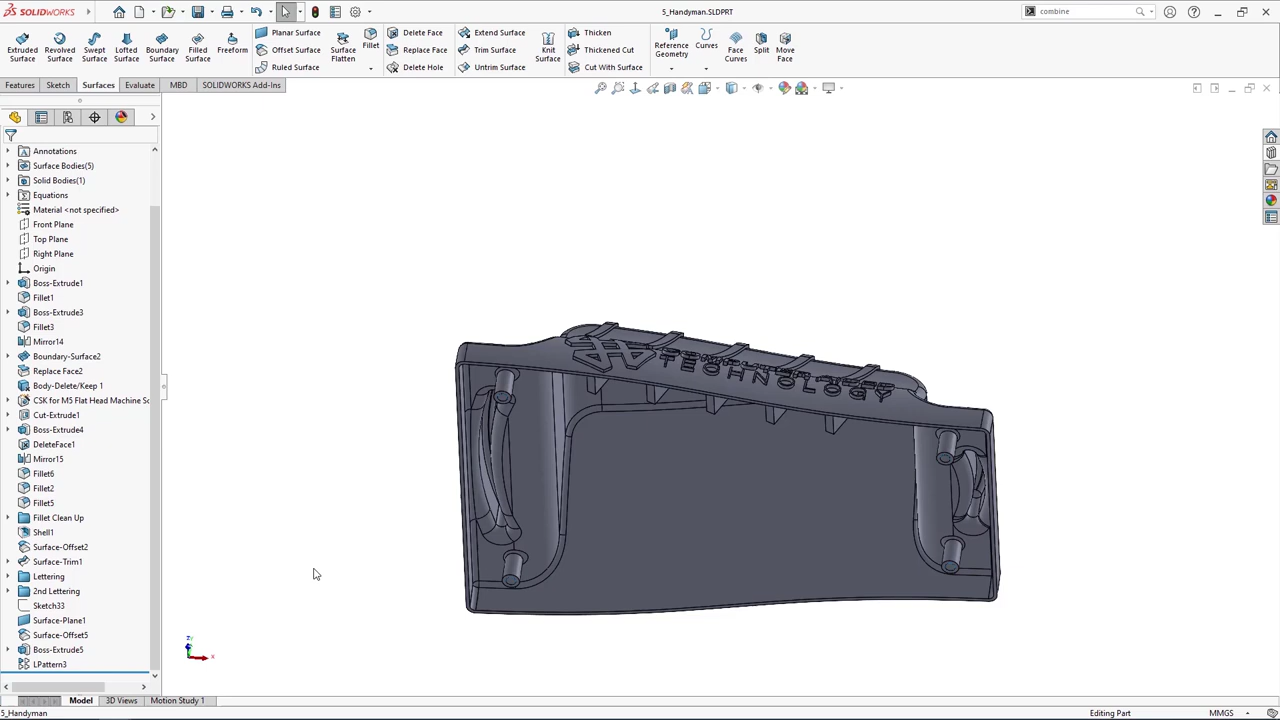 SOLIDWORKS
5_Handyman.SLDPRT
combine
Extruded Surface
Revolved Surface
Swept Surface
Lofted Surface
Boundary Surface
Filled Surface
Freeform
Planar Surface
Offset Surface
Ruled Surface
Surface Flatten
Fillet
Delete Face
Replace Face
Delete Hole
Extend Surface
Trim Surface
Untrim Surface
Knit Surface
Thicken
Thickened Cut
Cut With Surface
Reference Geometry
Curves
Face Curves
Split
Move Face
Features
Sketch
Surfaces
Evaluate
MBD
SOLIDWORKS Add-Ins
Annotations
Surface Bodies(5)
Solid Bodies(1)
Equations
Material <not specified>
Front Plane
Top Plane
Right Plane
Origin
Boss-Extrude1
Fillet1
Boss-Extrude3
Fillet3
Mirror14
Boundary-Surface2
Replace Face2
Body-Delete/Keep 1
CSK for M5 Flat Head Machine Sc
Cut-Extrude1
Boss-Extrude4
DeleteFace1
Mirror15
Fillet6
Fillet2
Fillet5
Fillet Clean Up
Shell1
Surface-Offset2
Surface-Trim1
Lettering
2nd Lettering
Sketch33
Surface-Plane1
Surface-Offset5
Boss-Extrude5
LPattern3
TECHNOLOGY
Model
3D Views
Motion Study 1
5_Handyman
Editing Part
MMGS